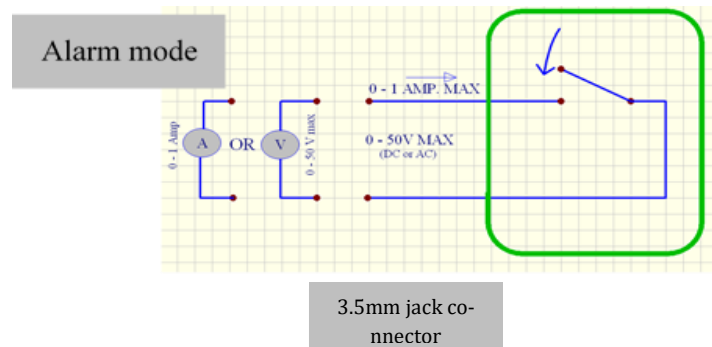 Alarm mode
0 - 1 AMP. MAX
0 - 1 Amp
A
OR
V
0 - 50 V max
0 - 50V MAX
(DC or AC)
3.5mm jack co-
nnector